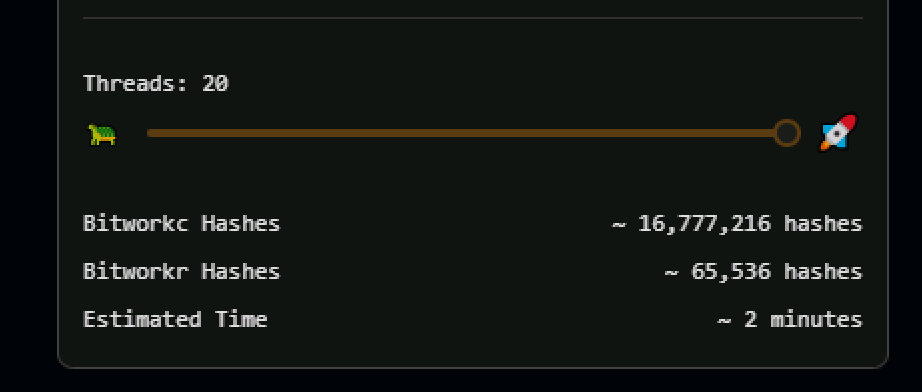 Threads: 20
Bitworkc Hashes ~ 16,777,216 hashes
Bitworkr Hashes ~ 65,536 hashes
Estimated Time ~ 2 minutes